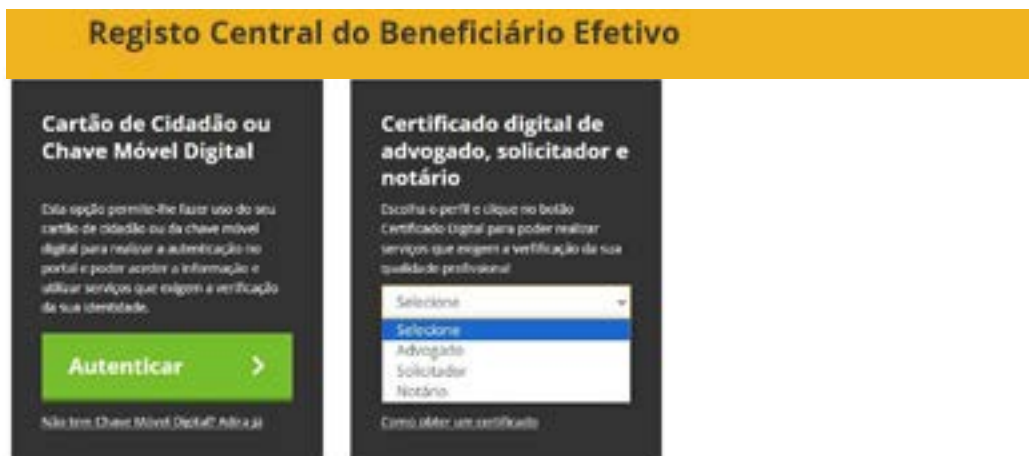 Registo Central do Beneficiário Efetivo
Cartão de Cidadão ou
Chave Móvel Digital
Esta opção permite-lhe fazer uso do seu
cartão de cidadão ou da chave móvel
digital para realizar a autenticação no
portal e poder aceder a informação e
utilizar serviços que exigem a verificação
da sua identidade.
Autenticar
Não tem Chave Móvel Digital? Adira já
Certificado digital de
advogado, solicitador e
notário
Escolha o perfil e clique no botão
Certificado Digital para poder realizar
serviços que exigem a verificação da sua
qualidade profissional
Selecione
Selecione
Advogado
Solicitador
Notário
Como obter um certificado